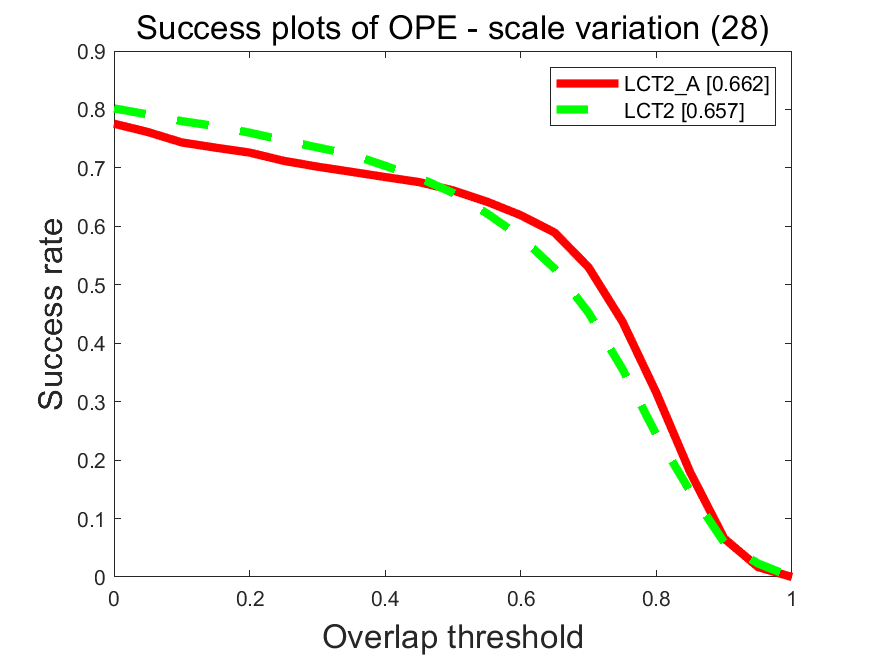 Success plots of OPE - scale variation (28)
LCT2_A [0.662]
LCT2 [0.657]
Success rate
0.9
0.8
0.7
0.6
0.5
0.4
0.3
0.2
0.1
0
0 0.2 0.4 0.6 0.8 1
Overlap threshold